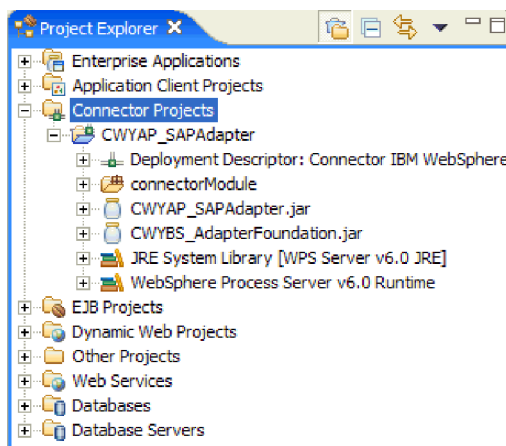 Project Explorer
Enterprise Applications
Application Client Projects
Connector Projects
CWYAP_SAPAdapter
Deployment Descriptor: Connector IBM WebSphere
connectorModule
CWYAP_SAPAdapter.jar
CWYBS_AdapterFoundation.jar
JRE System Library [WPS Server v6.0 JRE]
WebSphere Process Server v6.0 Runtime
EJB Projects
Dynamic Web Projects
Other Projects
Web Services
Databases
Database Servers